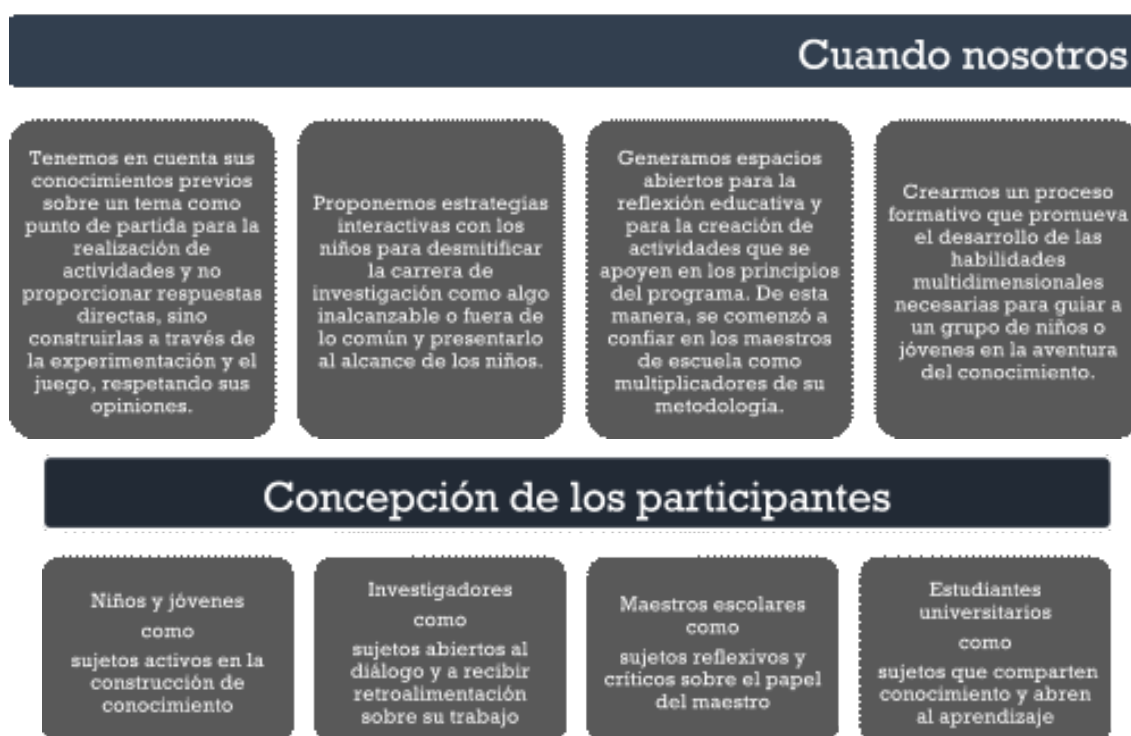 Cuando nosotros
Tenemos en cuenta sus
conocimientos previos
sobre un tema como
punto de partida para la
realización de
actividades y no
proporcionar respuestas
directas, sino
construirlas a través de
la experimentación y el
juego, respetando sus
opiniones.
Proponemos estrategias
interactivas con los
niños para desmitificar
la carrera de
investigación como algo
inalcanzable o fuera de
lo común y presentarlo
al alcance de los niños.
Generamos espacios
abiertos para la
reflexión educativa y
para la creación de
actividades que se
apoyen en los principios
del programa. De esta
manera, se comenzó a
confiar en los maestros
de escuela como
multiplicadores de su
metodología.
Crearmos un proceso
formativo que promueva
el desarrollo de las
habilidades
multidimensionales
necesarias para guiar a
un grupo de niños o
jóvenes en la aventura
del conocimiento.
Concepción de los participantes
Niños y jóvenes
como
sujetos activos en la
construcción de
conocimiento
Investigadores
como
sujetos abiertos al
diálogo y a recibir
retroalimentación
sobre su trabajo
Maestros escolares
como
sujetos reflexivos y
críticos sobre el papel
del maestro
Estudiantes
universitarios
como
sujetos que comparten
conocimiento y abren
al aprendizaje